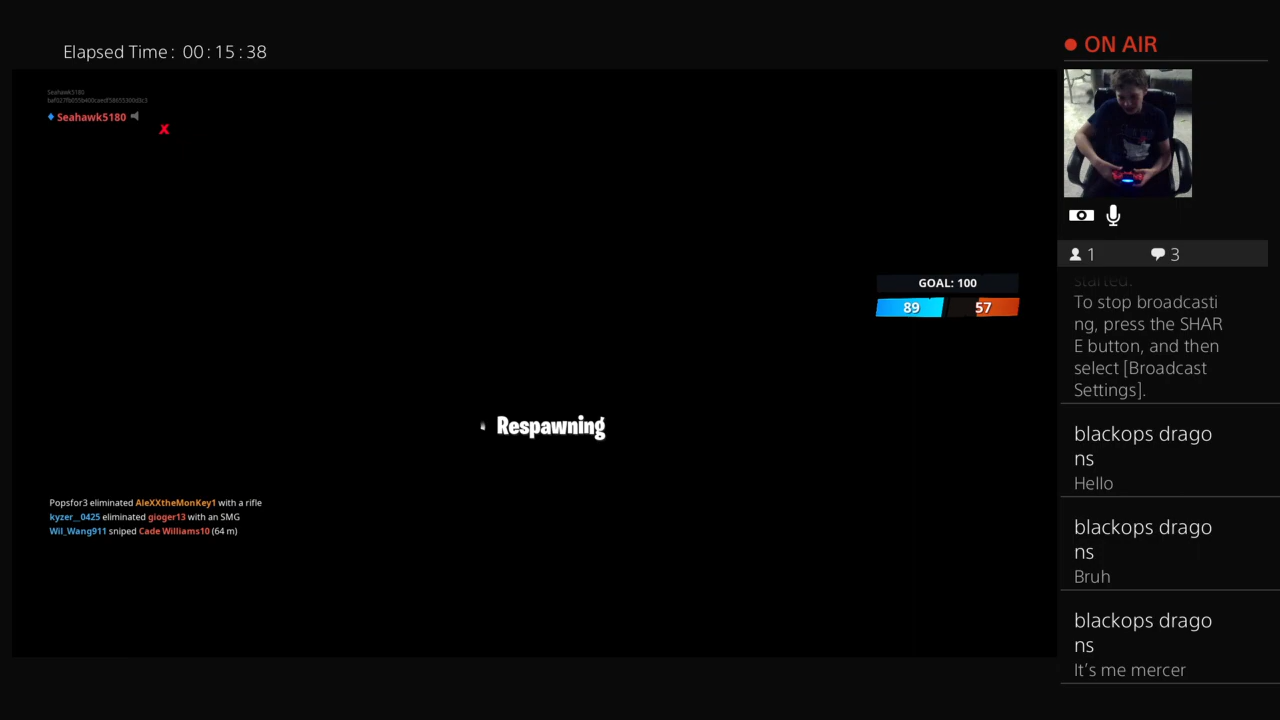 Elapsed Time: 00:15:38
ON AIR
Seahawk5180
Seahawk5180
X
1
3
GOAL: 100
89
57
started.
To stop broadcasti
ng, press the SHAR
E button, and then
select [Broadcast
Settings].
blackops drago
ns
Hello
blackops drago
ns
Bruh
blackops drago
ns
It's me mercer
Respawning
Popsfor3 eliminated AleXXtheMonKey1 with a rifle
kyzer__0425 eliminated gioger13 with an SMG
Wil_Wang911 sniped Cade Williams10 (64 m)